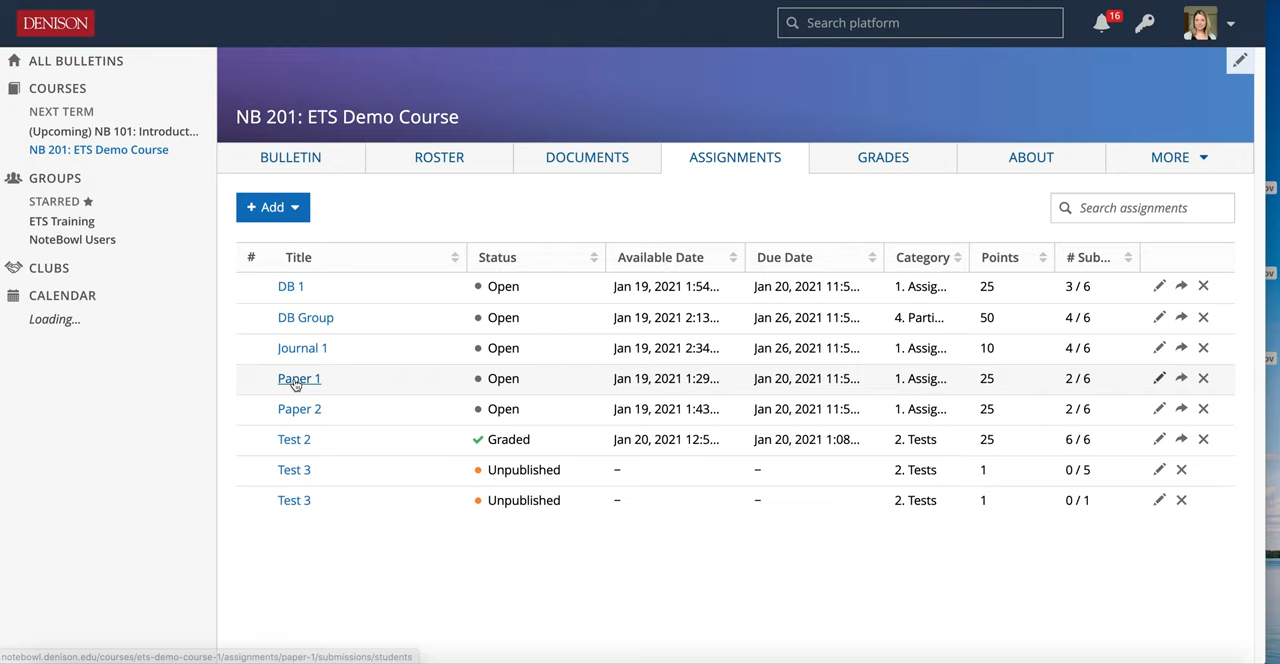 DENISON
Search platform
16
ALL BULLETINS
COURSES
NEXT TERM
(Upcoming) NB 101: Introduct...
NB 201: ETS Demo Course
GROUPS
STARRED
ETS Training
NoteBowl Users
CLUBS
CALENDAR
Loading...
NB 201: ETS Demo Course
BULLETIN ROSTER DOCUMENTS ASSIGNMENTS GRADES ABOUT MORE
+ Add
Search assignments
# Title Status Available Date Due Date Category Points # Sub...
DB 1 Open Jan 19, 2021 1:54... Jan 20, 2021 11:5... 1. Assig... 25 3 / 6
DB Group Open Jan 19, 2021 2:13... Jan 26, 2021 11:5... 4. Parti... 50 4 / 6
Journal 1 Open Jan 19, 2021 2:34... Jan 26, 2021 11:5... 1. Assig... 10 4 / 6
Paper 1 Open Jan 19, 2021 1:29... Jan 20, 2021 11:5... 1. Assig... 25 2 / 6
Paper 2 Open Jan 19, 2021 1:43... Jan 20, 2021 11:5... 1. Assig... 25 2 / 6
Test 2 Graded Jan 20, 2021 12:5... Jan 20, 2021 1:08... 2. Tests 25 6 / 6
Test 3 Unpublished – – 2. Tests 1 0 / 5
Test 3 Unpublished – – 2. Tests 1 0 / 1
notebowl.denison.edu/courses/ets-demo-course-1/assignments/paper-1/submissions/students